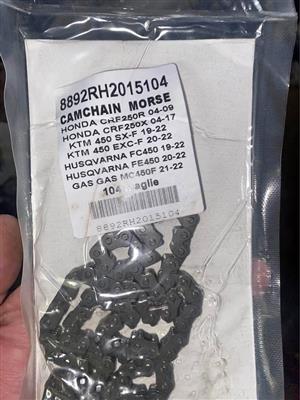 8892RH2015104
CAMCHAIN MORSE
HONDA CRF250R 04-09
HONDA CRF250X 04-17
KTM 450 SX-F 19-22
KTM 450 EXC-F 20-22
HUSQVARNA FC450 19-22
HUSQVARNA FE450 20-22
GAS GAS MC450F 21-22
104 Maglie
8892RH2015104